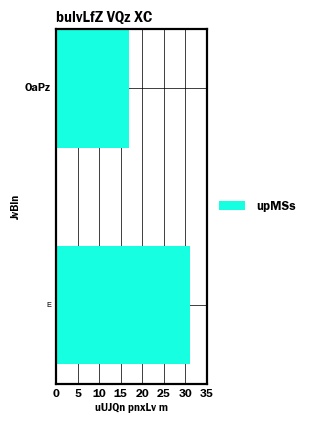 buIvLfZ VQz XC
OaPz
JvBIn
upMSs
E
0 5 10 15 20 25 30 35
uUJQn pnxLv m